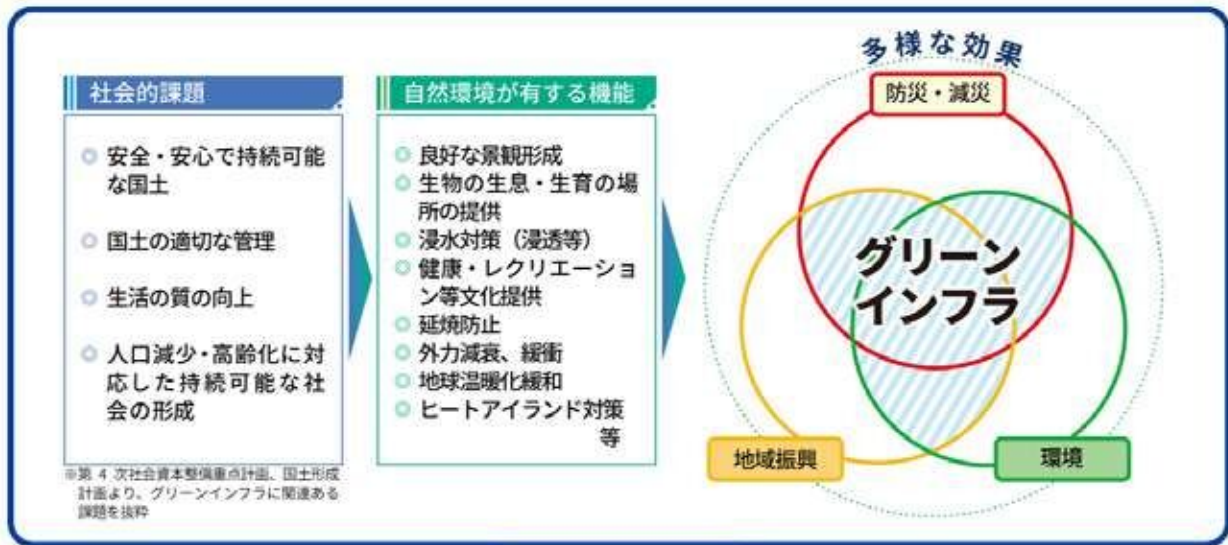 社会的課題
安全・安心で持続可能
な国土
国土の適切な管理
生活の質の向上
人口減少・高齢化に対
応した持続可能な社
会の形成
※第 4 次社会資本整備重点計画、国土形成
計画より、グリーンインフラに関連ある
課題を抜粋
自然環境が有する機能
良好な景観形成
生物の生息・生育の場
所の提供
浸水対策（浸透等）
健康・レクリエーショ
ン等文化提供
延焼防止
外力減衰、緩衝
地球温暖化緩和
ヒートアイランド対策
等
多様な効果
防災・減災
グリーン
インフラ
地域振興
環境